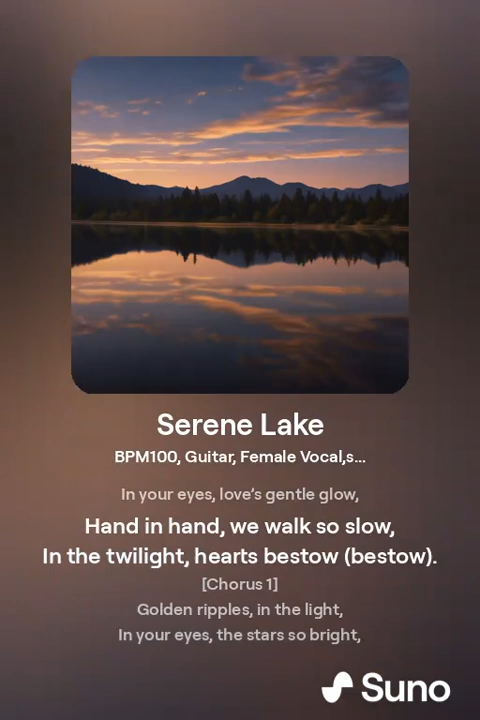 Serene Lake
BPM100, Guitar, Female Vocal,s...
In your eyes, love's gentle glow,
Hand in hand, we walk so slow,
In the twilight, hearts bestow (bestow).
[Chorus 1]
Golden ripples, in the light,
In your eyes, the stars so bright,
Suno